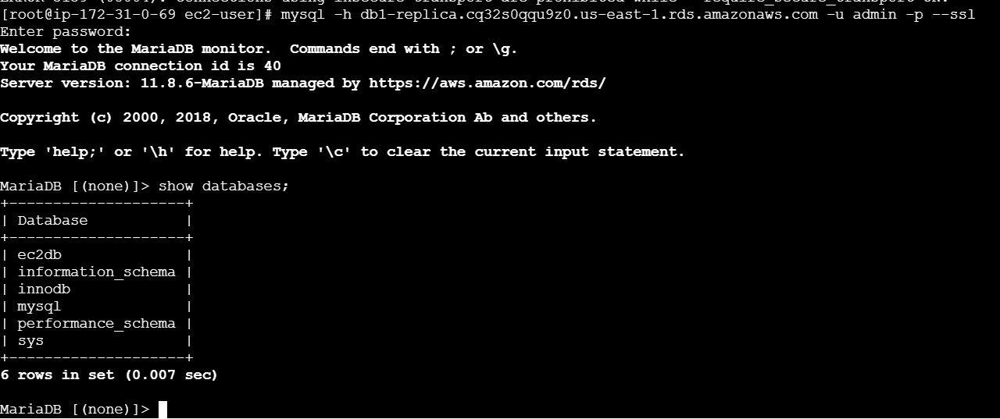 [root@ip-172-31-0-69 ec2-user]# mysql -h db1-replica.cq32s0qqu9z0.us-east-1.rds.amazonaws.com -u admin -p --ssl
Enter password:
Welcome to the MariaDB monitor.  Commands end with ; or \g.
Your MariaDB connection id is 40
Server version: 11.8.6-MariaDB managed by https://aws.amazon.com/rds/
Copyright (c) 2000, 2018, Oracle, MariaDB Corporation Ab and others.
Type 'help;' or '\h' for help. Type '\c' to clear the current input statement.
MariaDB [(none)]> show databases;
+--------------------+
| Database           |
+--------------------+
| ec2db              |
| information_schema |
| innodb             |
| mysql              |
| performance_schema |
| sys                |
+--------------------+
6 rows in set (0.007 sec)
MariaDB [(none)]>